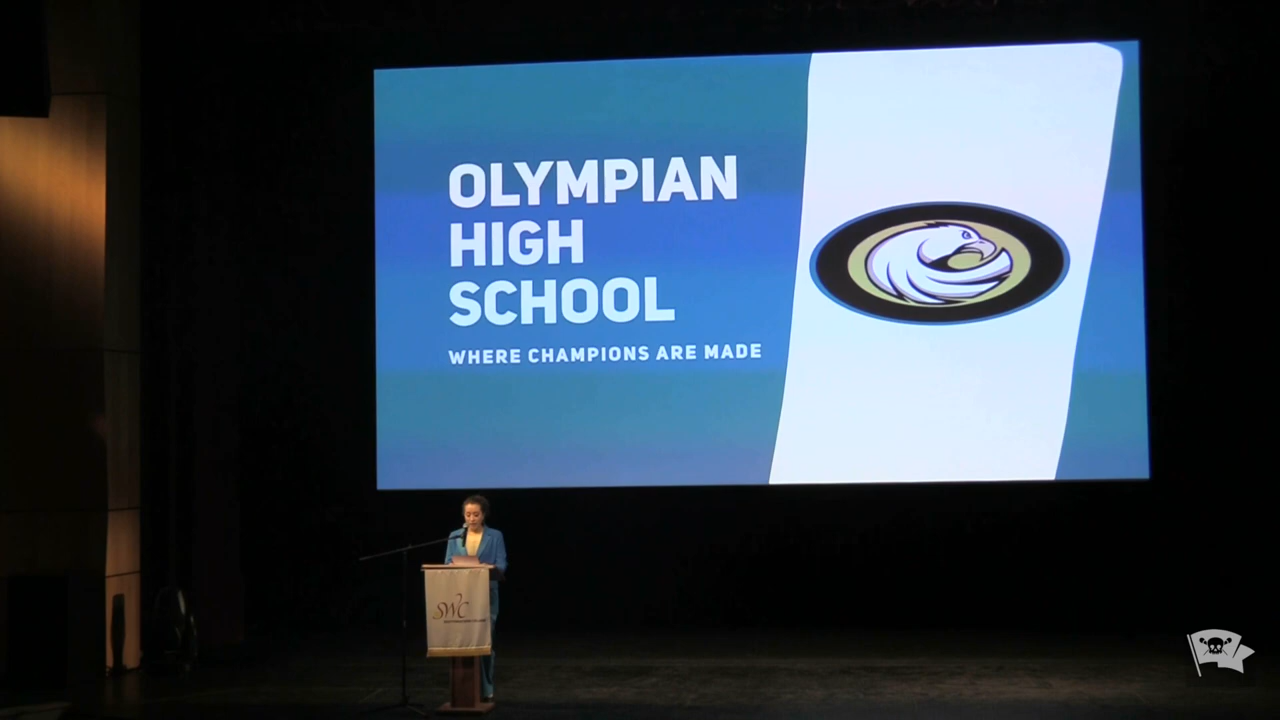 OLYMPIAN
HIGH
SCHOOL
WHERE CHAMPIONS ARE MADE
SWC